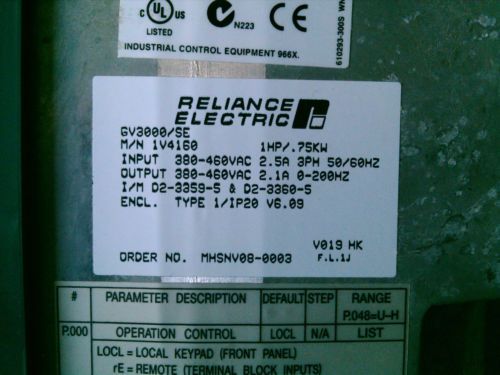 c UL US
LISTED
N223
INDUSTRIAL CONTROL EQUIPMENT 966X.
610293-300S
RELIANCE
ELECTRIC
GV3000/SE
M/N 1V4160 1HP/.75KW
INPUT 380-460VAC 2.5A 3PH 50/60HZ
OUTPUT 380-460VAC 2.1A 0-200HZ
I/M D2-3359-5 & D2-3360-5
ENCL. TYPE 1/IP20 V6.09
V019 HK
ORDER NO. MHSNV08-0003 F.L.1J
# PARAMETER DESCRIPTION DEFAULT STEP RANGE
P.048=U-H
P.000 OPERATION CONTROL LOCL N/A LIST
LOCL = LOCAL KEYPAD (FRONT PANEL)
rE = REMOTE (TERMINAL BLOCK INPUTS)